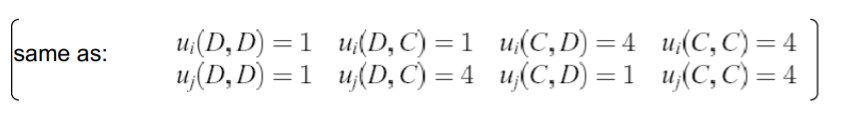 same as:
uᵢ(D,D) = 1 uᵢ(D,C) = 1 uᵢ(C,D) = 4 uᵢ(C,C) = 4
uⱼ(D,D) = 1 uⱼ(D,C) = 4 uⱼ(C,D) = 1 uⱼ(C,C) = 4